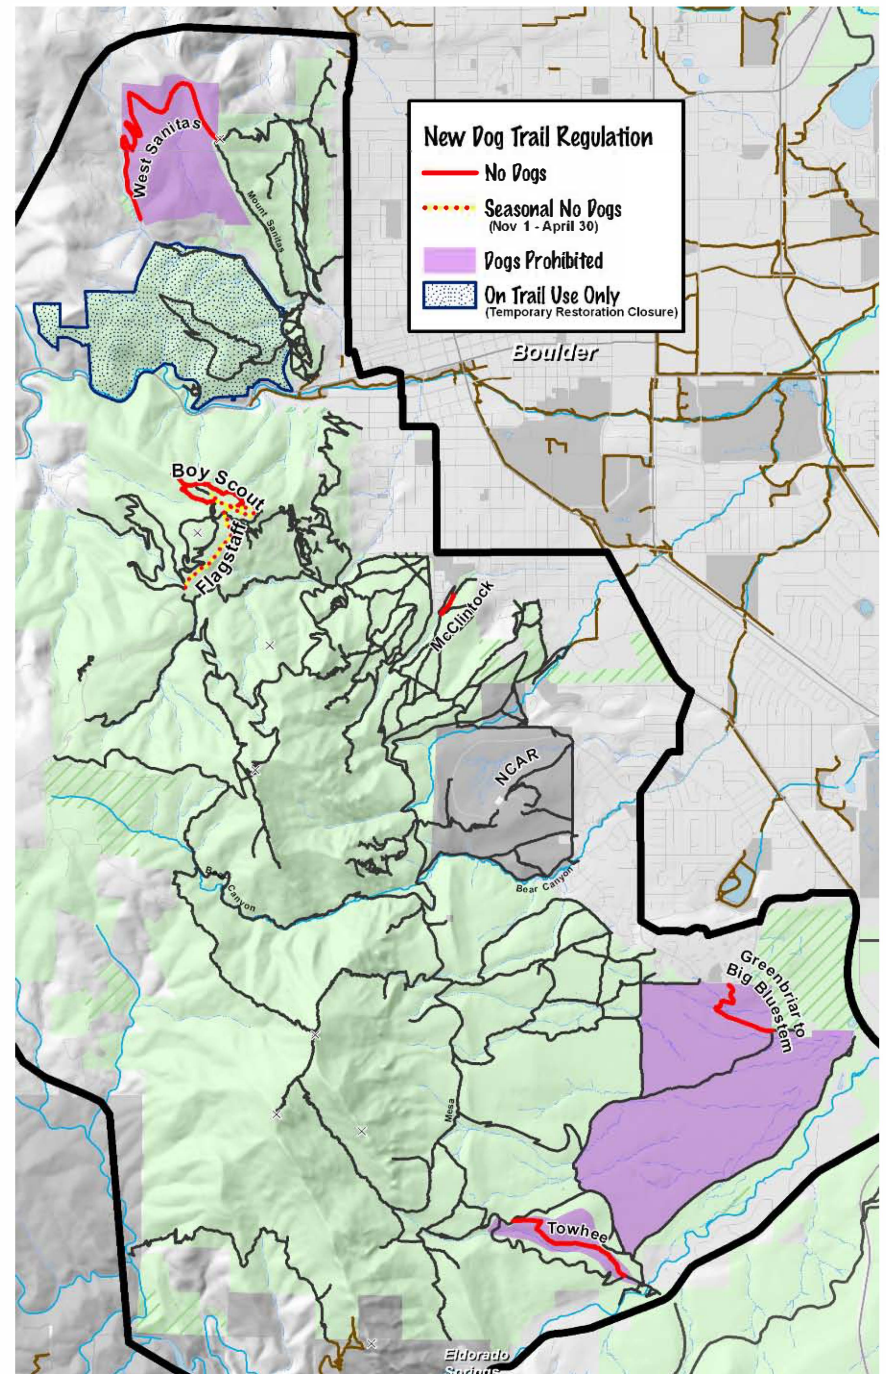 New Dog Trail Regulation
No Dogs
Seasonal No Dogs
(Nov 1 - April 30)
Dogs Prohibited
On Trail Use Only
(Temporary Restoration Closure)
West Sanitas
Mount Sanitas
Boulder
Boy Scout
Flagstaff
McClintock
NCAR
Bear Canyon
Bear Canyon
Greenbriar to
Big Bluestem
Mesa
Towhee
Eldorado
Springs